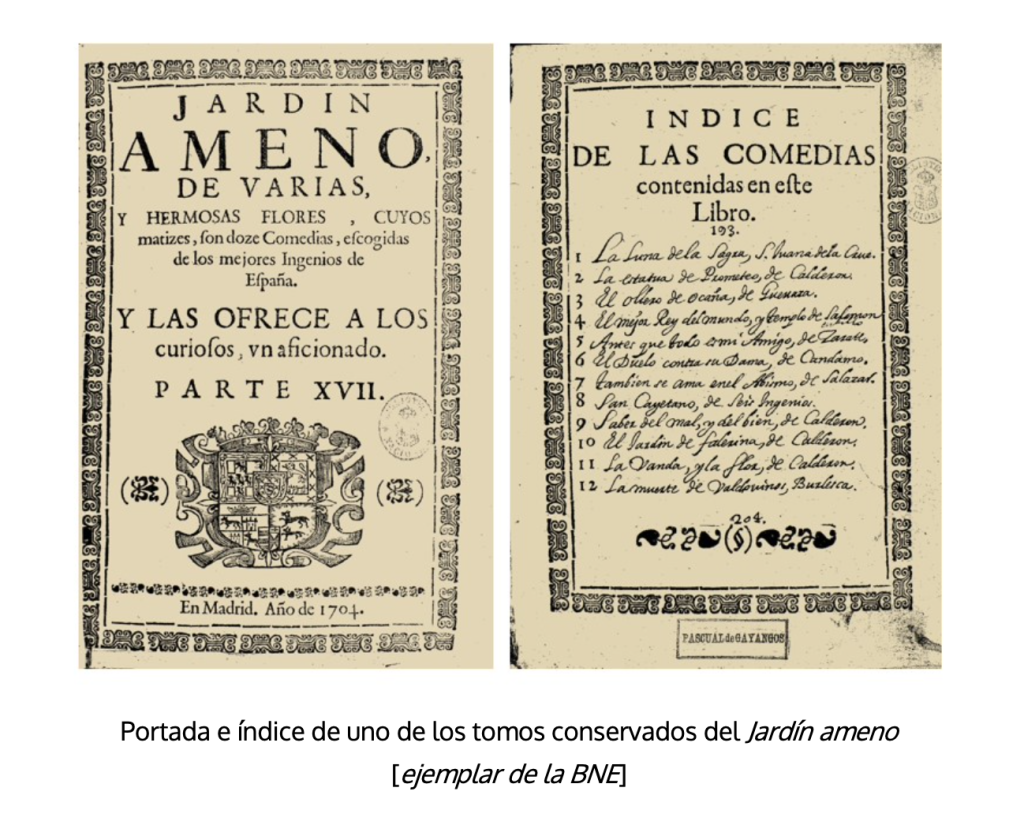 JARDIN
AMENO,
DE VARIAS,
Y HERMOSAS FLORES, CUYOS
matizes, ſon doze Comedias, eſcogidas
de los mejores Ingenios de
Eſpaña.
Y LAS OFRECE A LOS
curioſos, vn aficionado.
PARTE XVII.
En Madrid. Año de 1704.
INDICE
DE LAS COMEDIAS
contenidas en eſte
Libro.
193.
1 La Luna de la Sagra, S. Juana de la Cruz.
2 La estatua de Prometeo, de Calderon.
3 El ollero de ocaña, de Gueuara.
4 El mejor Rey del mundo, y templo de Salomon
5 Antes que todo es mi Amigo, de Zarate.
6 El Duelo contra su Dama, de Candamo.
7 tambien se ama en el Abismo, de Salazar.
8 San Cayetano, de Seis Ingenios.
9 Saber del mal, y del bien, de Calderon.
10 El Jardin de falerina, de Calderon.
11 La Vanda, y la flor, de Calderon.
12 La muerte de Valdovinos, Burlesca.
204.
(§)
PASCUAL de GAYANGOS
Portada e índice de uno de los tomos conservados del Jardín ameno
[ejemplar de la BNE]